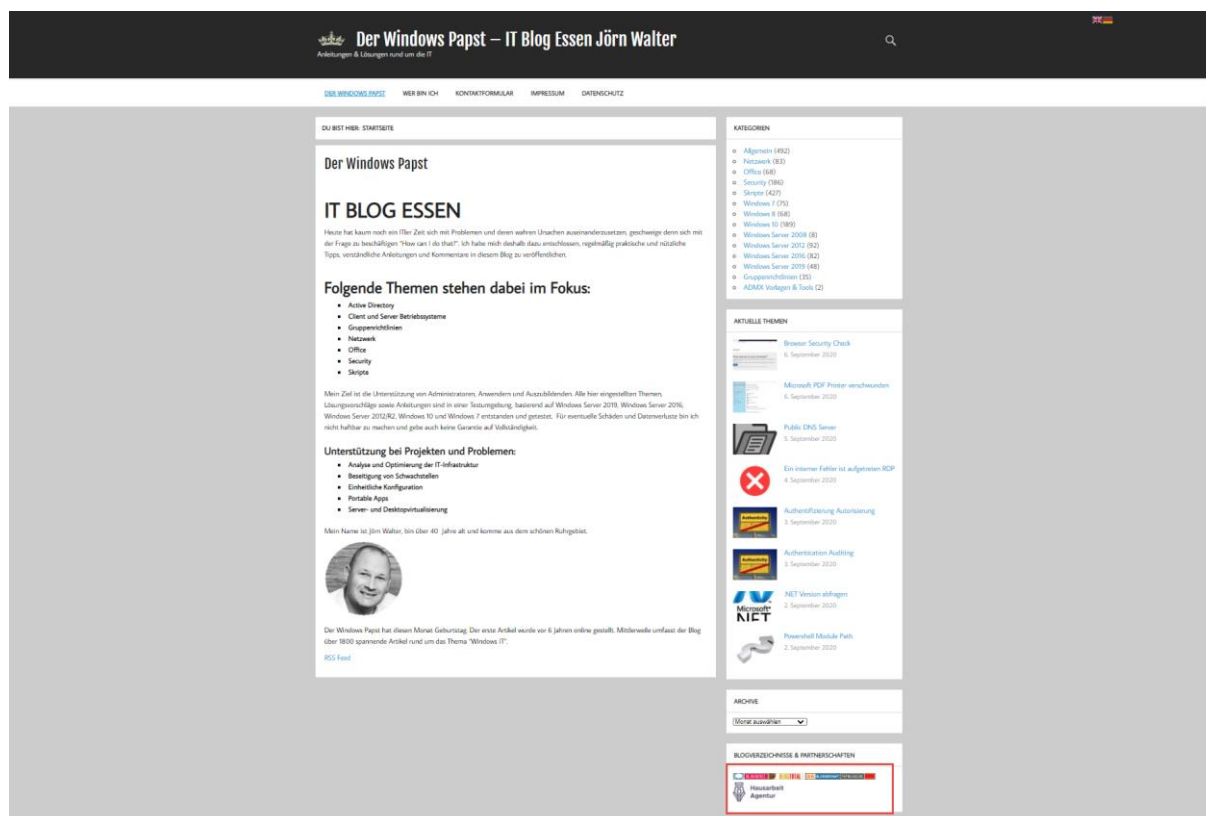 Der Windows Papst – IT Blog Essen Jörn Walter
Anleitungen & Lösungen rund um die IT
DER WINDOWS PAPST WER BIN ICH KONTAKTFORMULAR IMPRESSUM DATENSCHUTZ
DU BIST HIER: STARTSEITE
Der Windows Papst
IT BLOG ESSEN
Heute hat kaum noch ein ITler Zeit sich mit Problemen und deren wahren Ursachen auseinanderzusetzen, geschweige denn sich mit
der Frage zu beschäftigen "How can I do that?". Ich habe mich deshalb dazu entschlossen, regelmäßig praktische und nützliche
Tipps, verständliche Anleitungen und Kommentare in diesem Blog zu veröffentlichen.
Folgende Themen stehen dabei im Fokus:
Active Directory
Client und Server Betriebssysteme
Gruppenrichtlinien
Netzwerk
Office
Security
Skripte
Mein Ziel ist die Unterstützung von Administratoren, Anwendern und Auszubildenden. Alle hier eingestellten Themen,
Lösungsvorschläge sowie Anleitungen sind in einer Testumgebung, basierend auf Windows Server 2019, Windows Server 2016,
Windows Server 2012/R2, Windows 10 und Windows 7 entstanden und getestet. Für eventuelle Schäden und Datenverluste bin ich
nicht haftbar zu machen und gebe auch keine Garantie auf Vollständigkeit.
Unterstützung bei Projekten und Problemen:
Analyse und Optimierung der IT-Infrastruktur
Beseitigung von Schwachstellen
Einheitliche Konfiguration
Portable Apps
Server- und Desktopvirtualisierung
Mein Name ist Jörn Walter, bin über 40 Jahre alt und komme aus dem schönen Ruhrgebiet.
Der Windows Papst hat diesen Monat Geburtstag. Der erste Artikel wurde vor 6 Jahren online gestellt. Mittlerweile umfasst der Blog
über 1800 spannende Artikel rund um das Thema "Windows IT".
RSS Feed
KATEGORIEN
Allgemein (492)
Netzwerk (83)
Office (68)
Security (186)
Skripte (427)
Windows 7 (75)
Windows 8 (68)
Windows 10 (189)
Windows Server 2008 (8)
Windows Server 2012 (92)
Windows Server 2016 (82)
Windows Server 2019 (48)
Gruppenrichtlinien (35)
ADMX Vorlagen & Tools (2)
AKTUELLE THEMEN
Browser Security Check
6. September 2020
Microsoft PDF Printer verschwunden
6. September 2020
Public DNS Server
5. September 2020
Ein interner Fehler ist aufgetreten RDP
4. September 2020
Authentifizierung Autorisierung
3. September 2020
Authentication Auditing
3. September 2020
.NET Version abfragen
2. September 2020
Microsoft
.NET
Powershell Module Path
2. September 2020
ARCHIVE
Monat auswählen
BLOGVERZEICHNISSE & PARTNERSCHAFTEN
Hausarbeit
Agentur